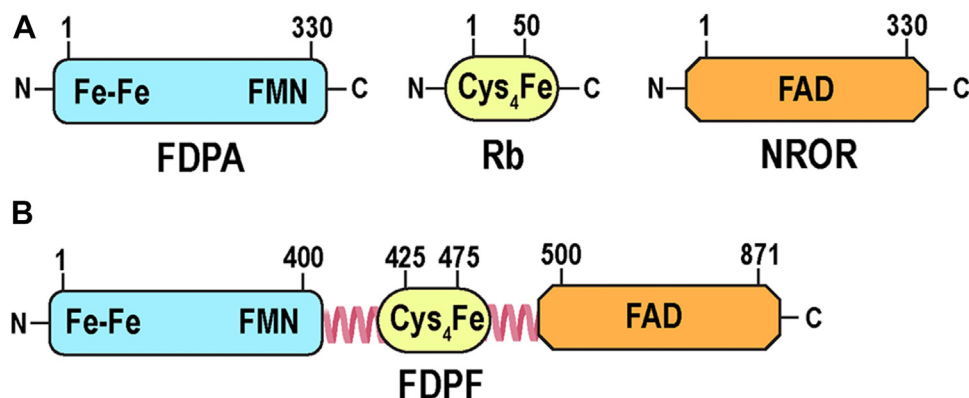 A
1 330 1 50 1 330
N Fe-Fe FMN C N Cys₄Fe C N FAD C
FDPA Rb NROR
B
1 400 425 475 500 871
N Fe-Fe FMN Cys₄Fe FAD C
FDPF